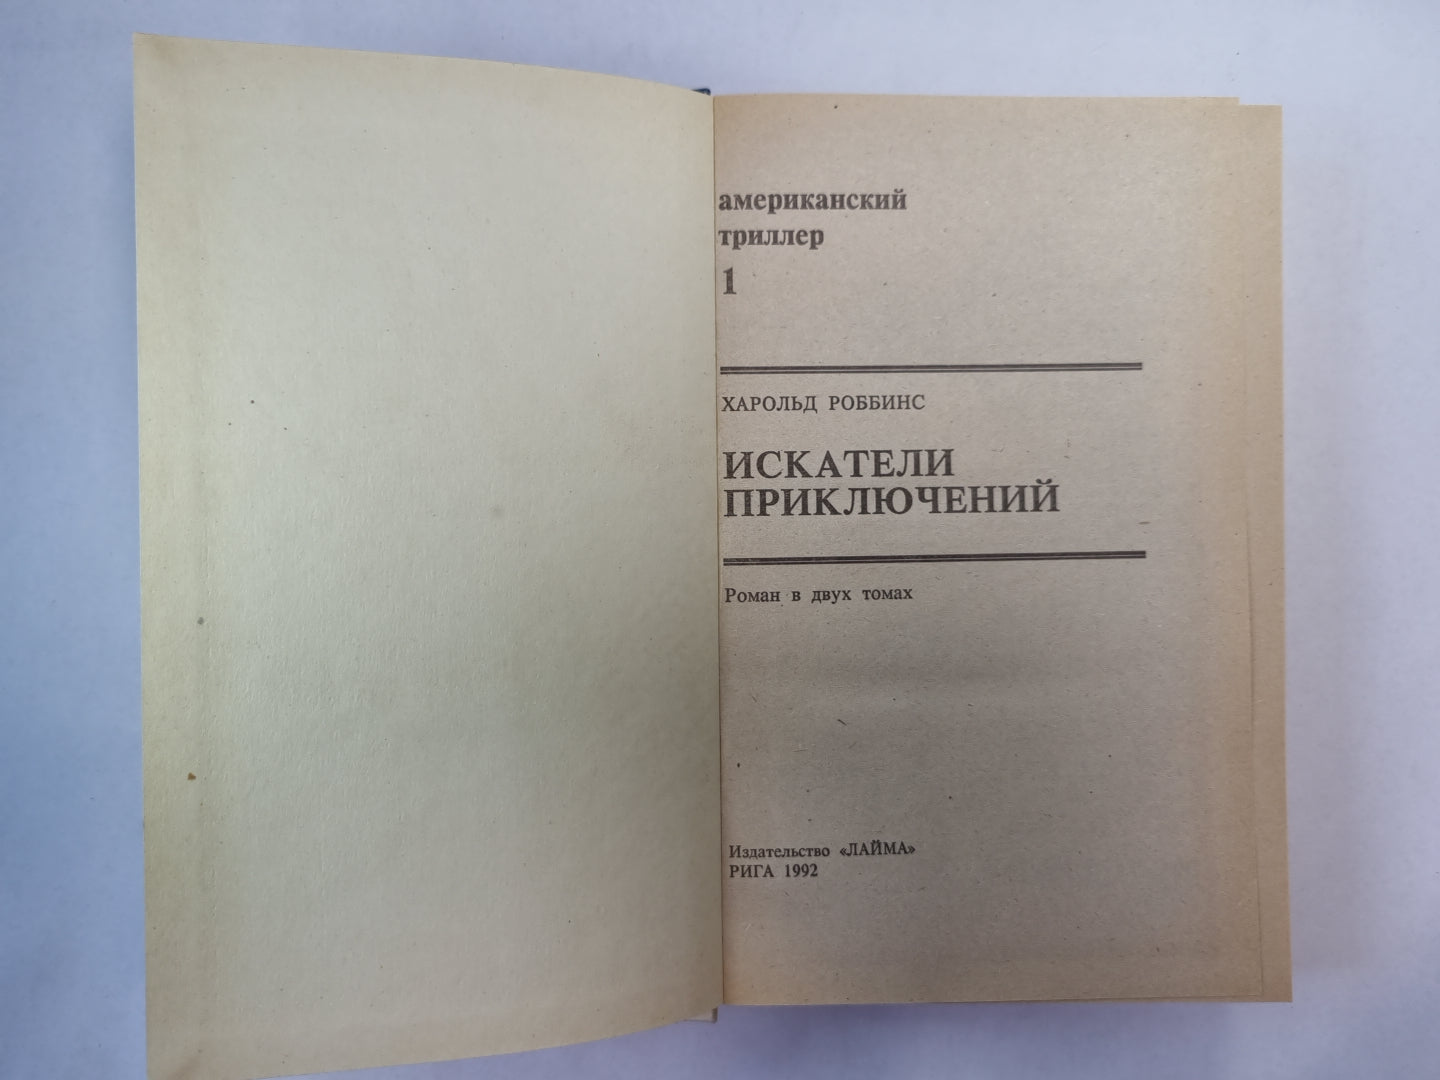 американский
триллер
1
ХАРОЛЬД РОББИНС
ИСКАТЕЛИ
ПРИКЛЮЧЕНИЙ
Роман в двух томах
Издательство «ЛАЙМА»
РИГА 1992